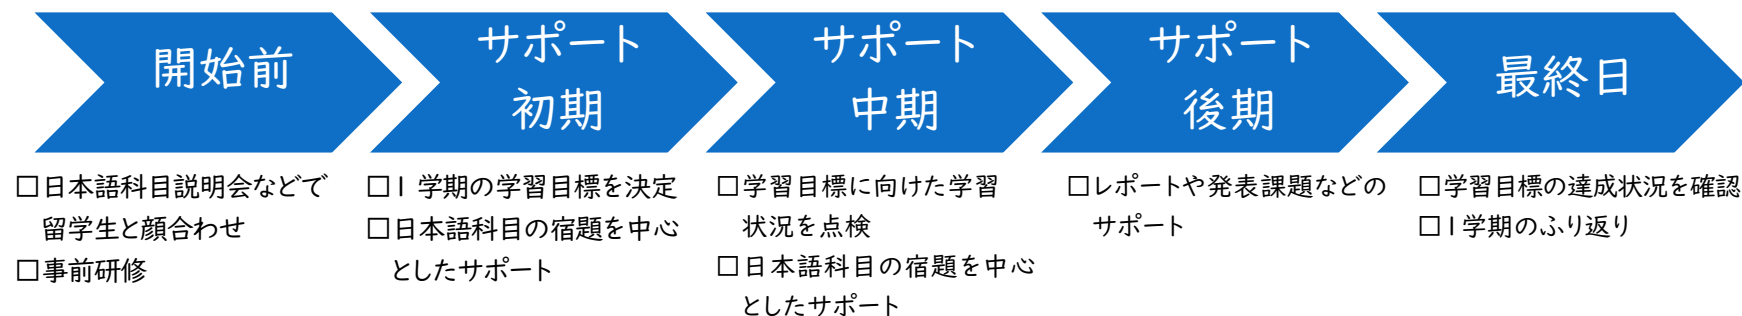 開始前
サポート
初期
サポート
中期
サポート
後期
最終日
□日本語科目説明会などで
留学生と顔合わせ
□事前研修
□1 学期の学習目標を決定
□日本語科目の宿題を中心
としたサポート
□学習目標に向けた学習
状況を点検
□日本語科目の宿題を中心
としたサポート
□レポートや発表課題などの
サポート
□学習目標の達成状況を確認
□1学期のふり返り